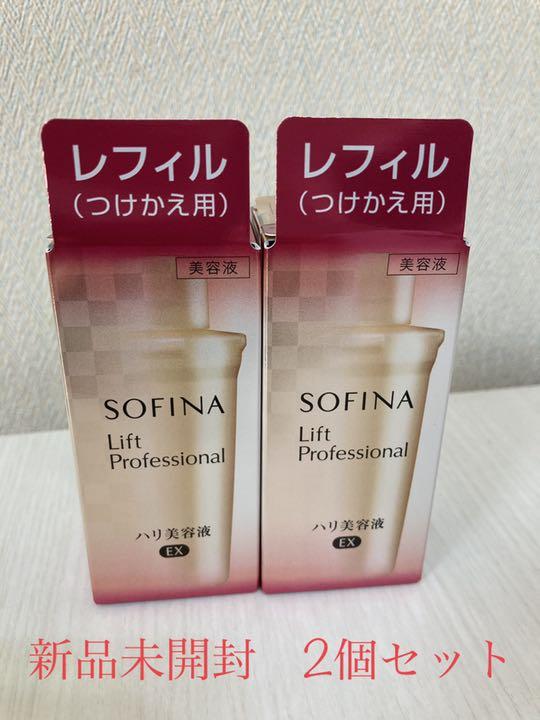 レフィル
(つけかえ用)
美容液
SOFINA
Lift
Professional
ハリ美容液
EX
レフィル
(つけかえ用)
美容液
SOFINA
Lift
Professional
ハリ美容液
EX
新品未開封 2個セット